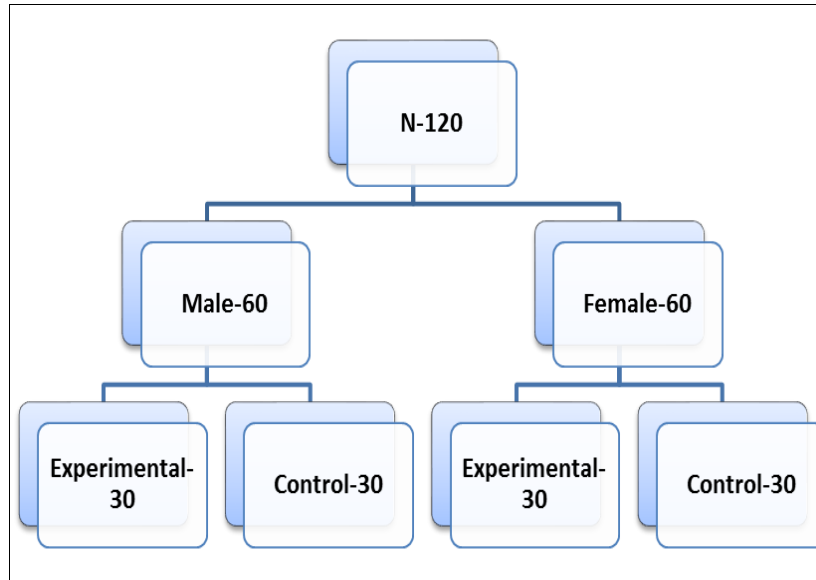 N-120
Male-60
Female-60
Experimental-
30
Control-30
Experimental-
30
Control-30